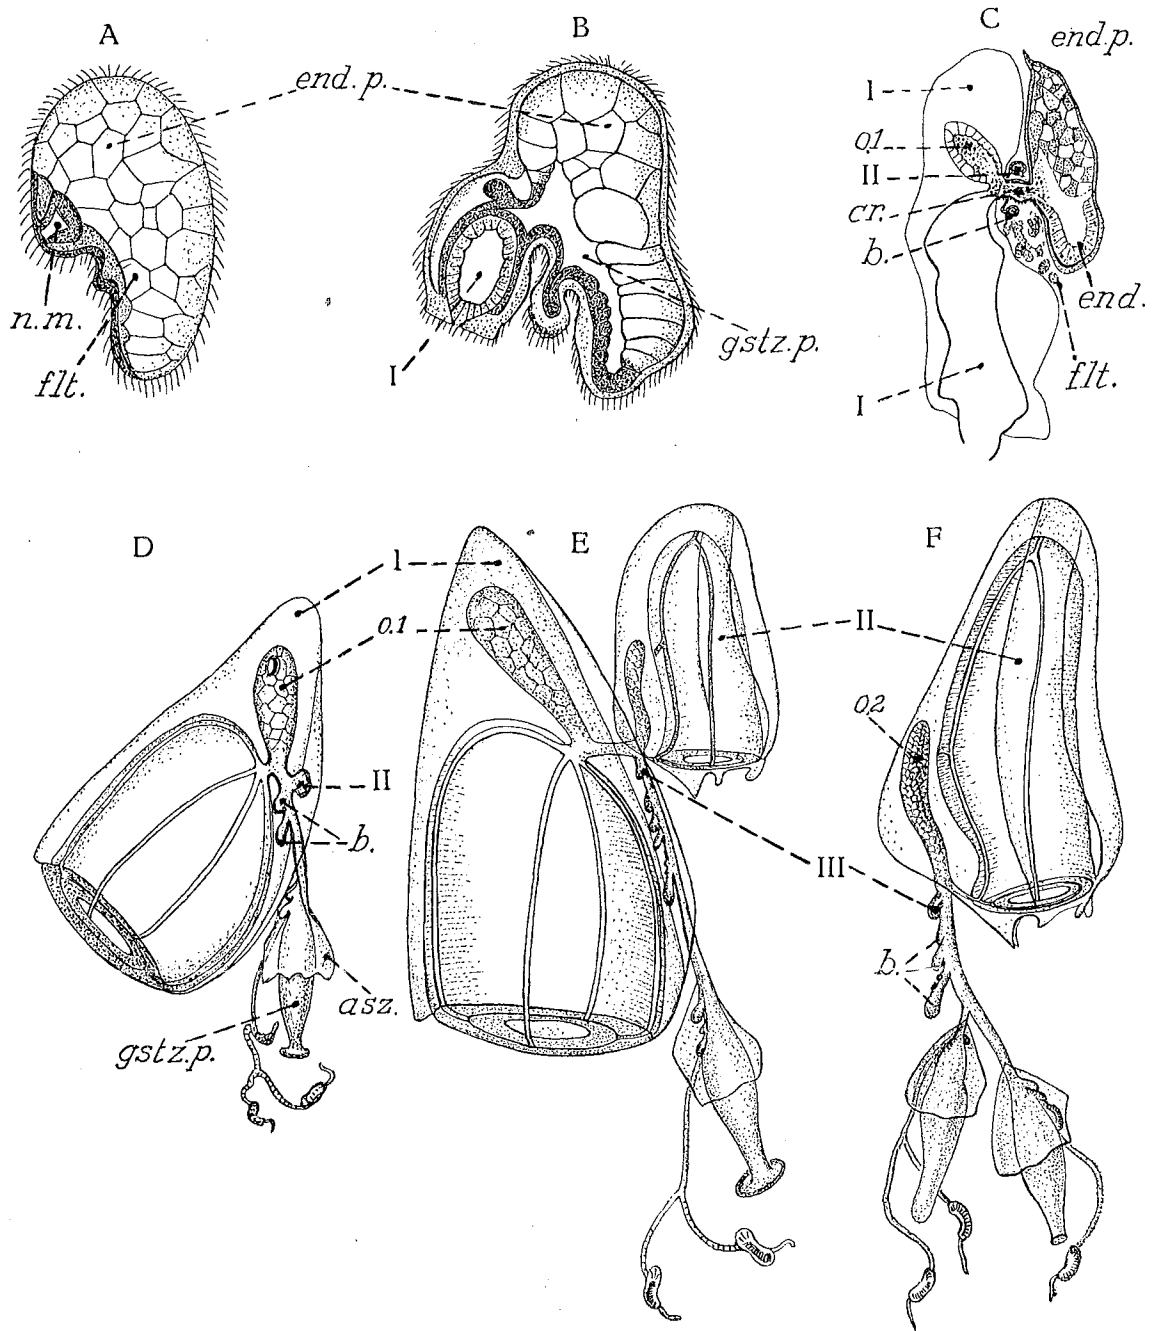 A
B
C
end.p.
end.p.
I
o.1
II
cr.
b.
n.m.
flt.
I
gstz.p.
end.
flt.
I
D
E
F
I
o.1
II
o.2
II
b.
III
b.
asz.
gstz.p.